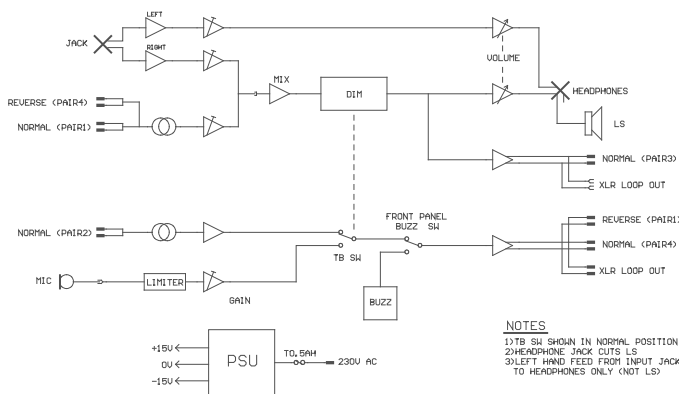 LEFT
JACK
RIGHT
VOLUME
MIX
REVERSE (PAIR4)
DIM
HEADPHONES
NORMAL (PAIR1)
LS
NORMAL (PAIR3)
XLR LOOP OUT
FRONT PANEL
BUZZ SW
REVERSE (PAIR1)
NORMAL (PAIR2)
NORMAL (PAIR4)
TB SW
XLR LOOP OUT
MIC
LIMITER
GAIN
BUZZ
NOTES
1)TB SW SHOWN IN NORMAL POSITION
2)HEADPHONE JACK CUTS LS
3)LEFT HAND FEED FROM INPUT JACK
TO HEADPHONES ONLY (NOT LS)
+15V
0V
-15V
PSU
T0.5AH
230V AC